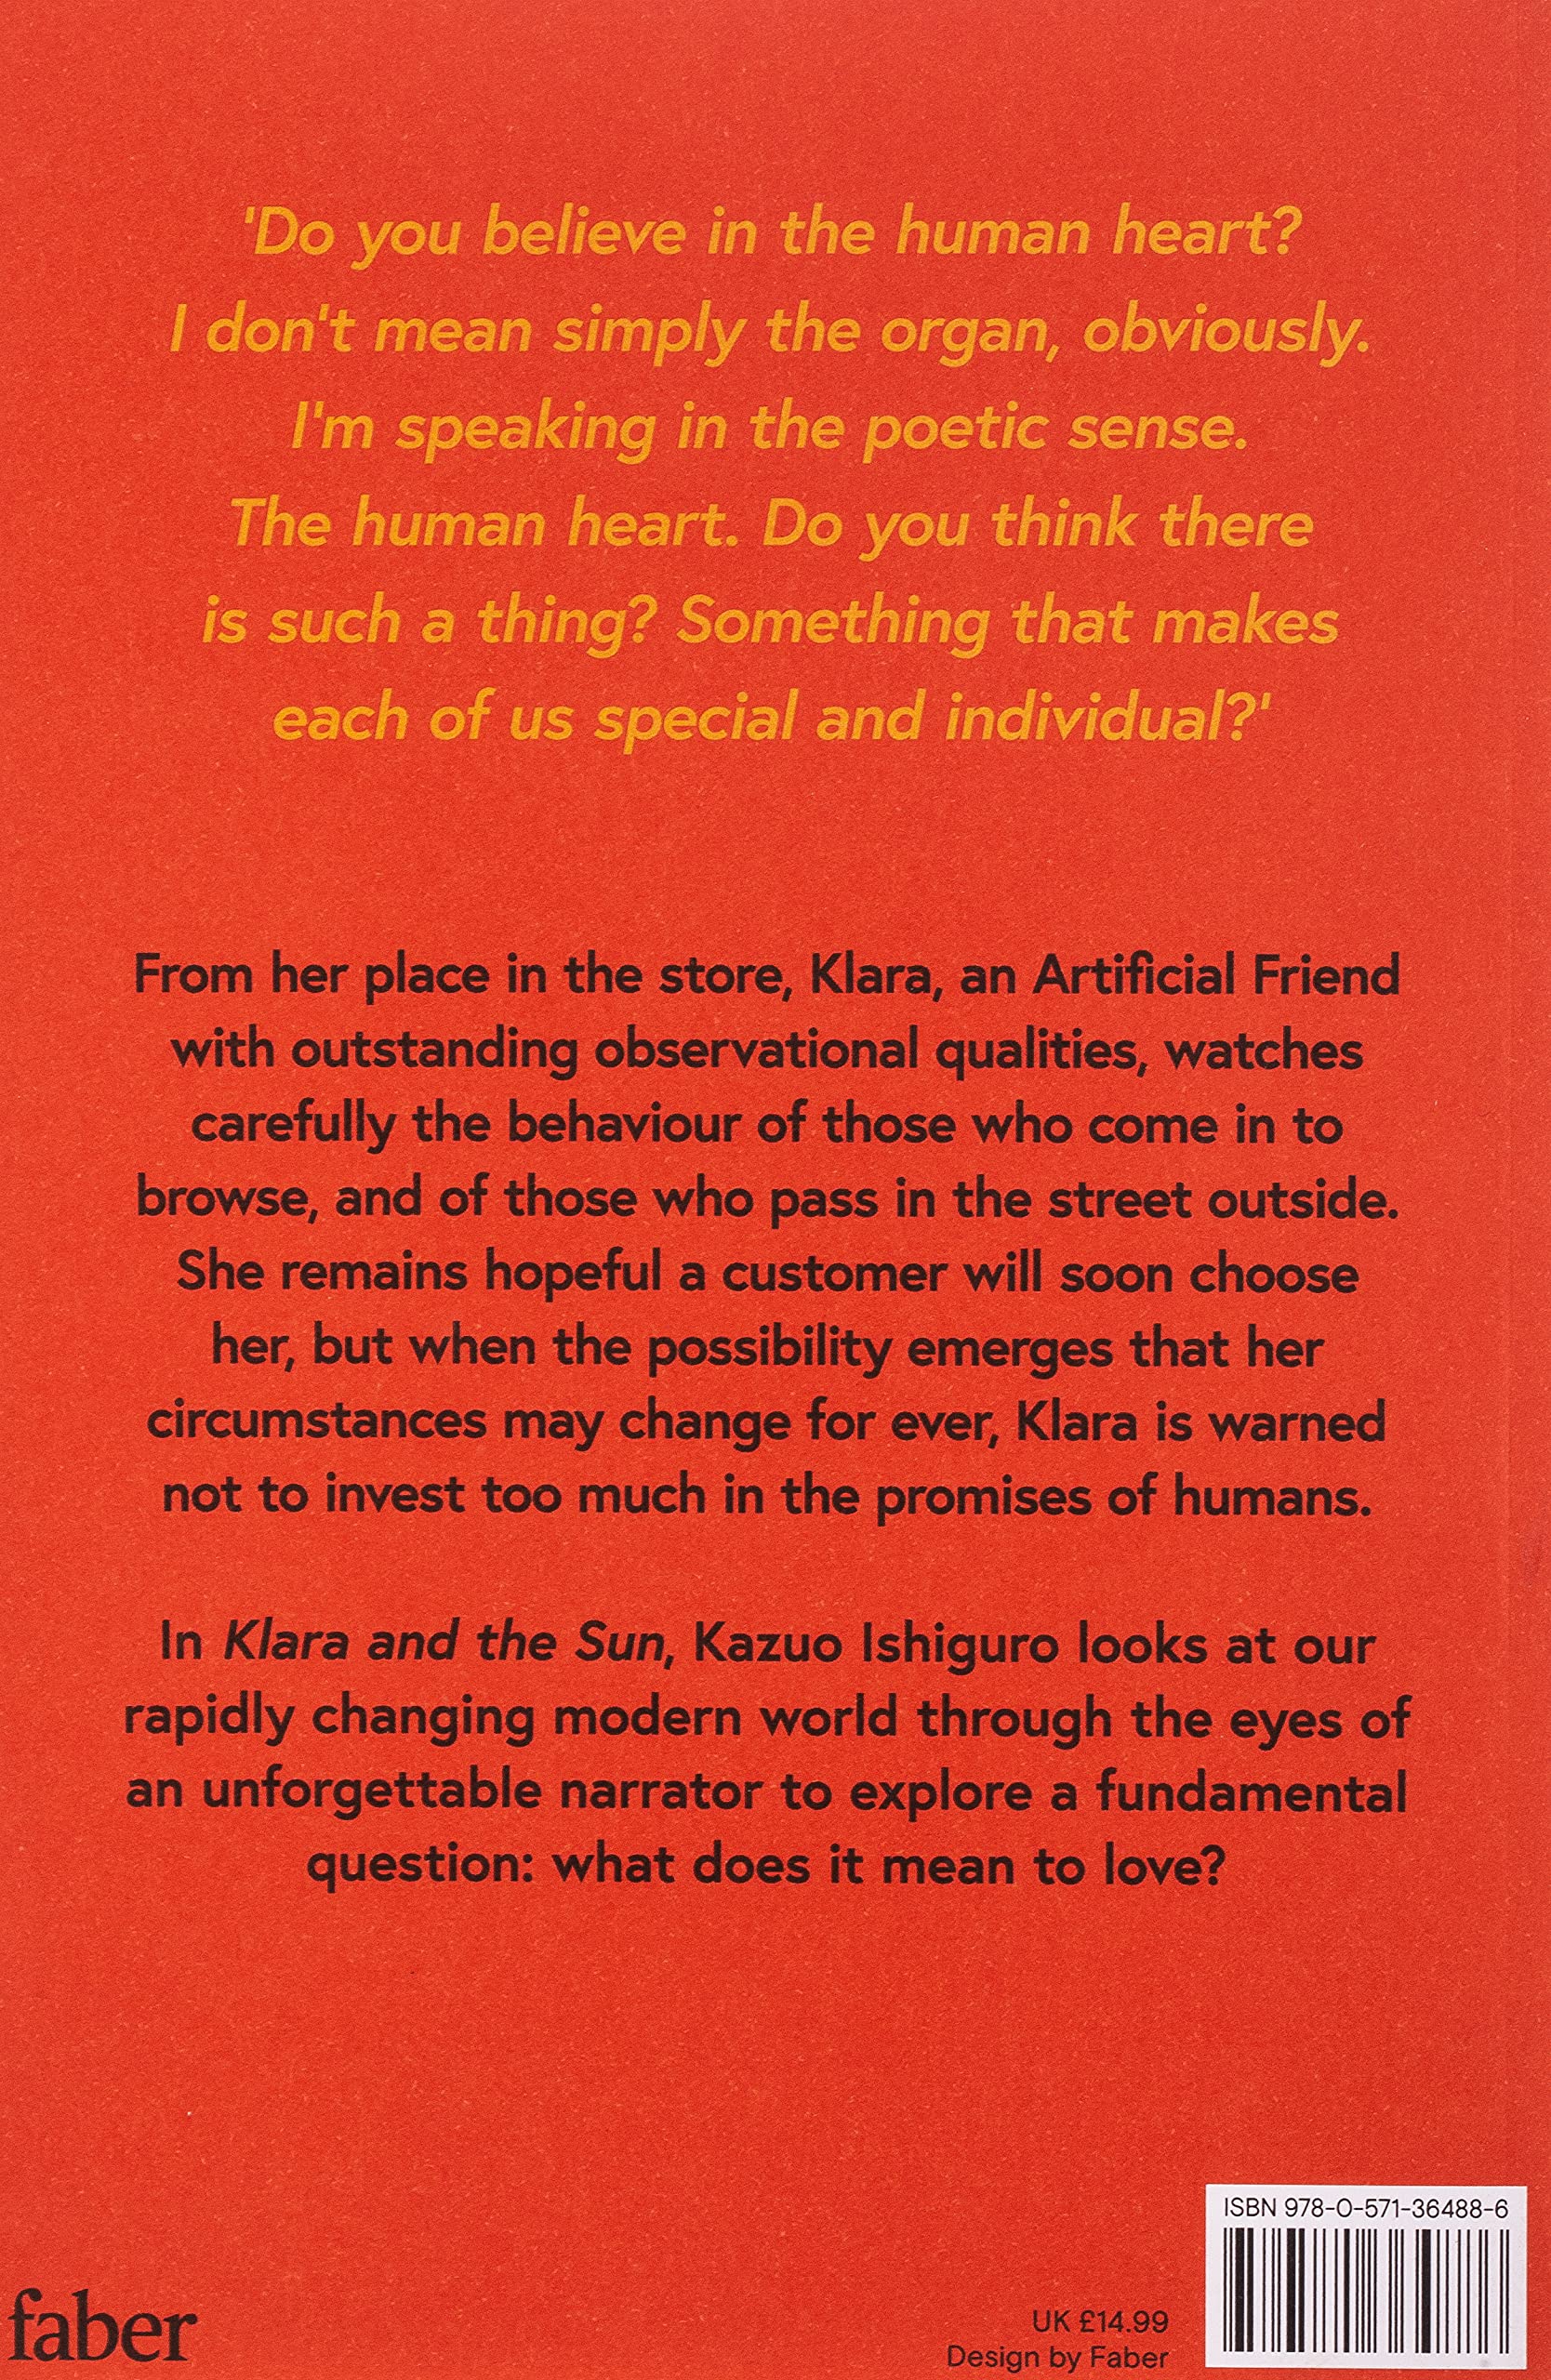 'Do you believe in the human heart?
I don't mean simply the organ, obviously.
I'm speaking in the poetic sense.
The human heart. Do you think there
is such a thing? Something that makes
each of us special and individual?'
From her place in the store, Klara, an Artificial Friend
with outstanding observational qualities, watches
carefully the behaviour of those who come in to
browse, and of those who pass in the street outside.
She remains hopeful a customer will soon choose
her, but when the possibility emerges that her
circumstances may change for ever, Klara is warned
not to invest too much in the promises of humans.
In Klara and the Sun, Kazuo Ishiguro looks at our
rapidly changing modern world through the eyes of
an unforgettable narrator to explore a fundamental
question: what does it mean to love?
ISBN 978-0-571-36488-6
faber
UK £14.99
Design by Faber